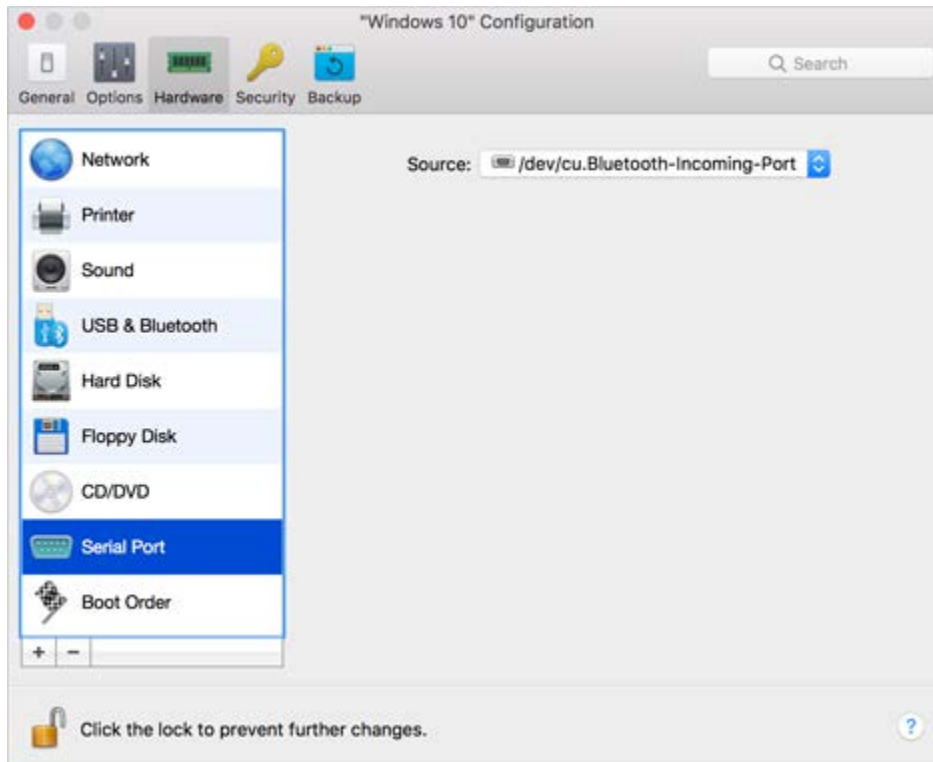 "Windows 10" Configuration
General Options Hardware Security Backup
Search
Network
Source: /dev/cu.Bluetooth-Incoming-Port
Printer
Sound
USB & Bluetooth
Hard Disk
Floppy Disk
CD/DVD
Serial Port
Boot Order
+ −
Click the lock to prevent further changes.
?